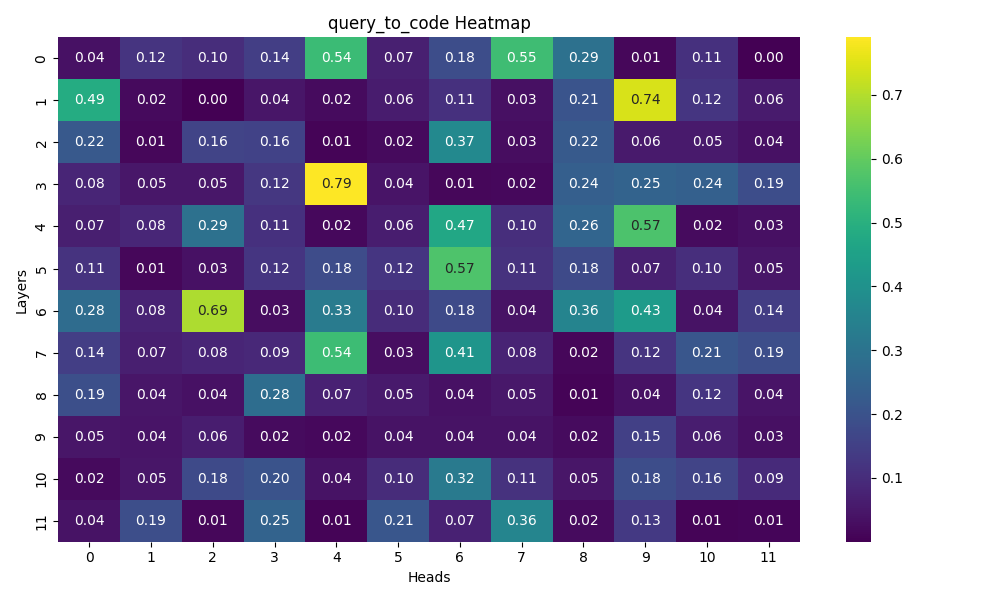 query_to_code Heatmap
0 0.04 0.12 0.10 0.14 0.54 0.07 0.18 0.55 0.29 0.01 0.11 0.00
1 0.49 0.02 0.00 0.04 0.02 0.06 0.11 0.03 0.21 0.74 0.12 0.06
2 0.22 0.01 0.16 0.16 0.01 0.02 0.37 0.03 0.22 0.06 0.05 0.04
3 0.08 0.05 0.05 0.12 0.79 0.04 0.01 0.02 0.24 0.25 0.24 0.19
4 0.07 0.08 0.29 0.11 0.02 0.06 0.47 0.10 0.26 0.57 0.02 0.03
5 0.11 0.01 0.03 0.12 0.18 0.12 0.57 0.11 0.18 0.07 0.10 0.05
6 0.28 0.08 0.69 0.03 0.33 0.10 0.18 0.04 0.36 0.43 0.04 0.14
7 0.14 0.07 0.08 0.09 0.54 0.03 0.41 0.08 0.02 0.12 0.21 0.19
8 0.19 0.04 0.04 0.28 0.07 0.05 0.04 0.05 0.01 0.04 0.12 0.04
9 0.05 0.04 0.06 0.02 0.02 0.04 0.04 0.04 0.02 0.15 0.06 0.03
10 0.02 0.05 0.18 0.20 0.04 0.10 0.32 0.11 0.05 0.18 0.16 0.09
11 0.04 0.19 0.01 0.25 0.01 0.21 0.07 0.36 0.02 0.13 0.01 0.01
0 1 2 3 4 5 6 7 8 9 10 11
Heads
Layers
0.7
0.6
0.5
0.4
0.3
0.2
0.1